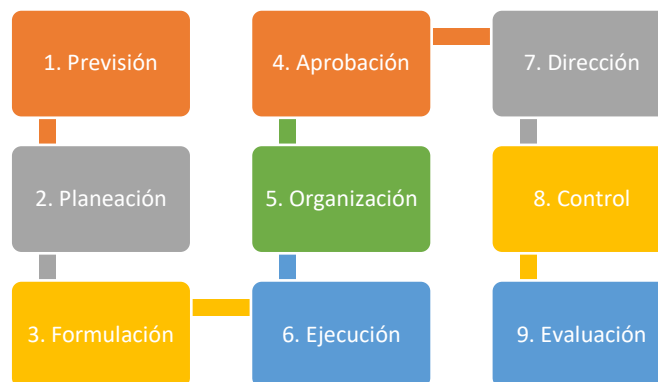 1. Previsión
2. Planeación
3. Formulación
4. Aprobación
5. Organización
6. Ejecución
7. Dirección
8. Control
9. Evaluación